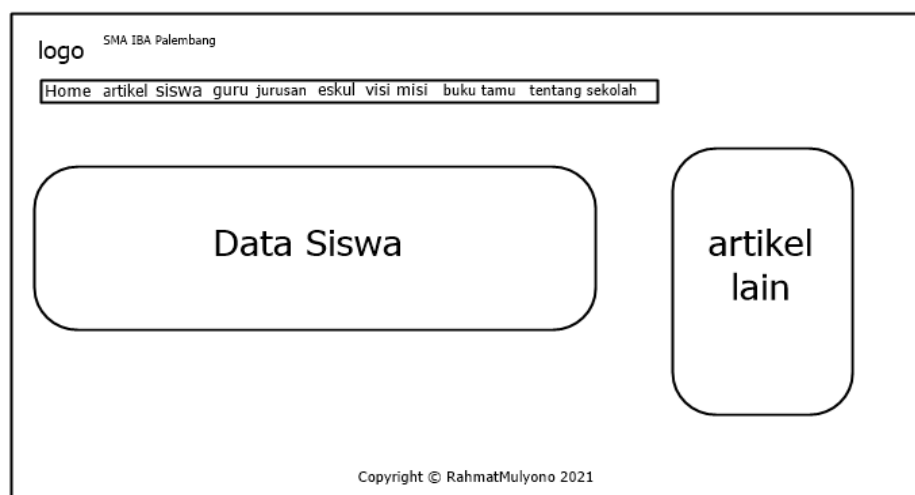 logo
SMA IBA Palembang
Home artikel siswa guru jurusan eskul visi misi buku tamu tentang sekolah
Data Siswa
artikel
lain
Copyright © RahmatMulyono 2021